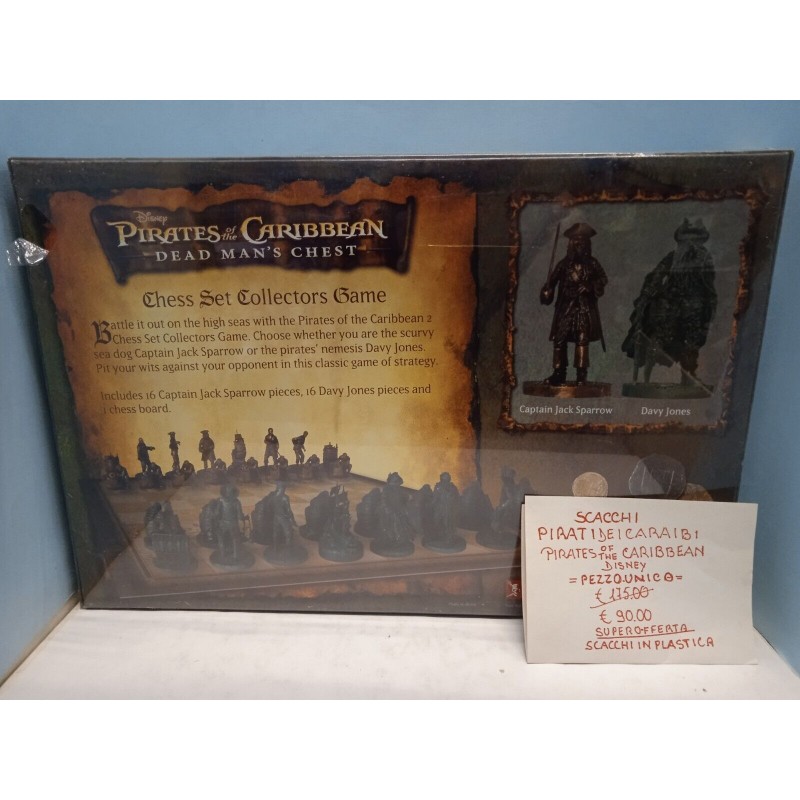 Disney
PIRATES of the CARIBBEAN
DEAD MAN'S CHEST
Chess Set Collectors Game
Battle it out on the high seas with the Pirates of the Caribbean 2
Chess Set Collectors Game. Choose whether you are the scurvy
sea dog Captain Jack Sparrow or the pirates' nemesis Davy Jones.
Pit your wits against your opponent in this classic game of strategy.
Includes 16 Captain Jack Sparrow pieces, 16 Davy Jones pieces and
1 chess board.
Captain Jack Sparrow
Davy Jones
SCACCHI
PIRATI DEI CARAIBI
PIRATES OF THE CARIBBEAN
DISNEY
= PEZZO UNICO =
€ 175.00
€ 90.00
SUPEROFFERTA
SCACCHI IN PLASTICA